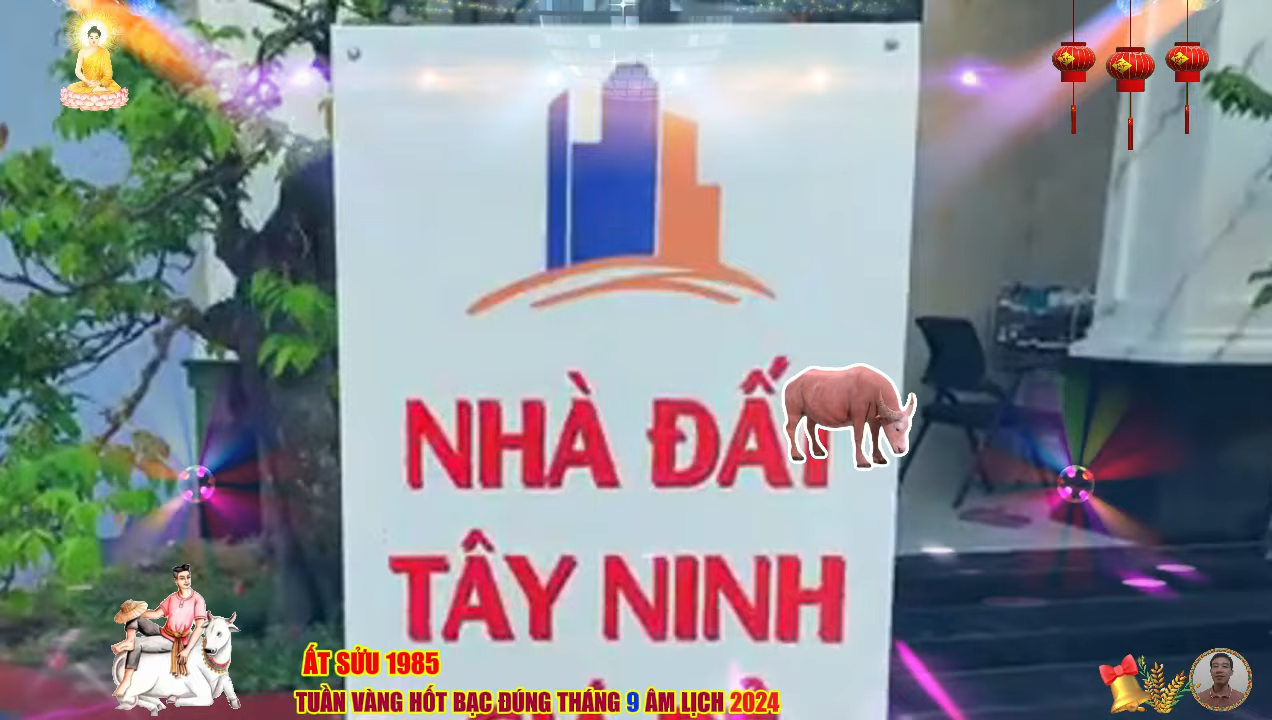 NHÀ ĐẤT
TÂY NINH
ẤT SỬU 1985
TUẦN VÀNG HỐT BẠC ĐÚNG THÁNG 9 ÂM LỊCH 2024